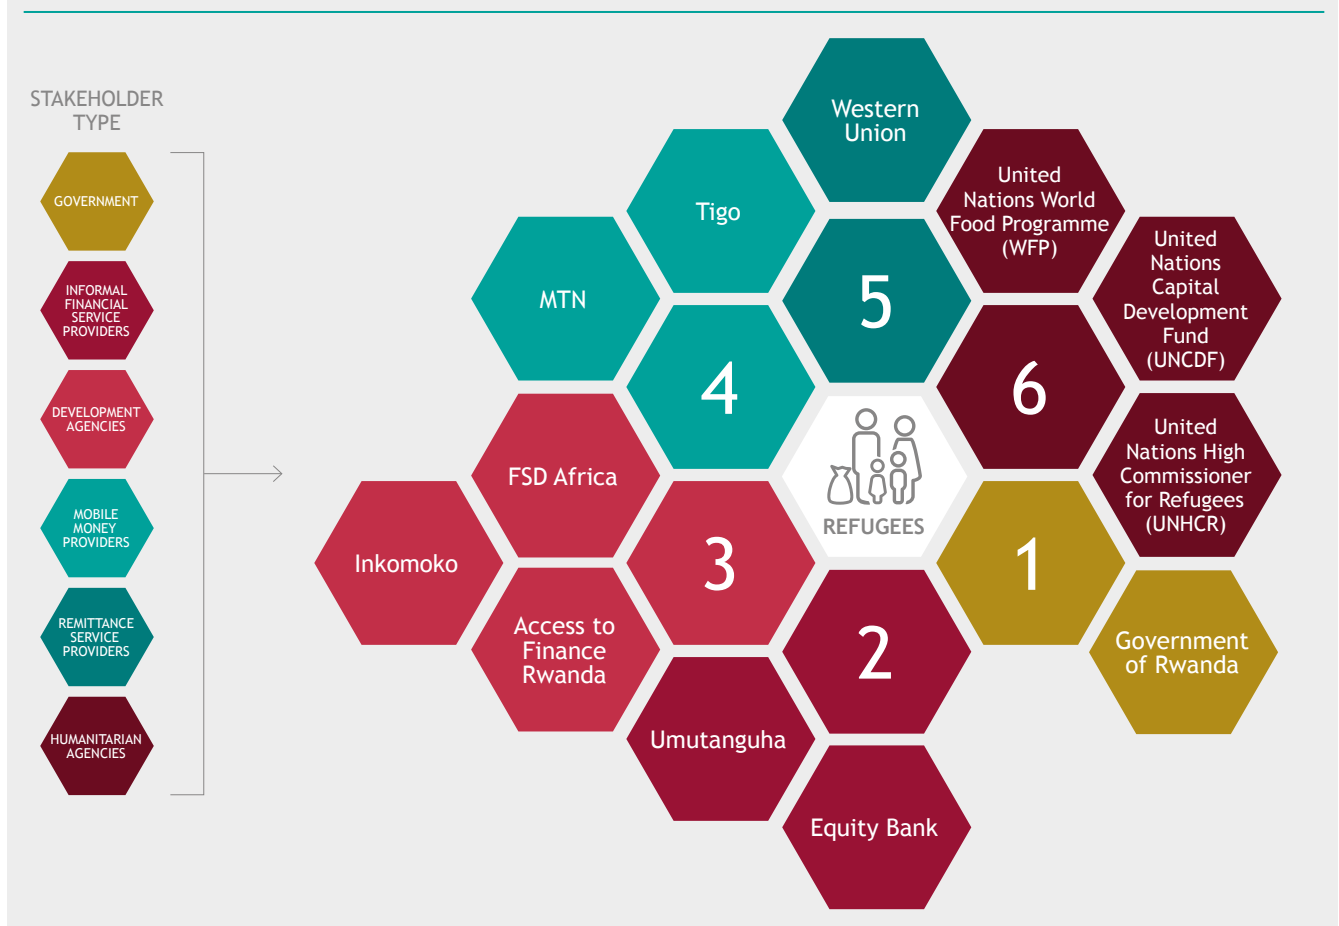 STAKEHOLDER
TYPE
GOVERNMENT
INFORMAL
FINANCIAL
SERVICE
PROVIDERS
DEVELOPMENT
AGENCIES
MOBILE
MONEY
PROVIDERS
REMITTANCE
SERVICE
PROVIDERS
HUMANITARIAN
AGENCIES
Western
Union
Tigo
United
Nations World
Food Programme
(WFP)
MTN
5
United
Nations
Capital
Development
Fund
(UNCDF)
4
6
FSD Africa
REFUGEES
United
Nations High
Commissioner
for Refugees
(UNHCR)
Inkomoko
3
1
Access to
Finance
Rwanda
2
Government
of Rwanda
Umutanguha
Equity Bank